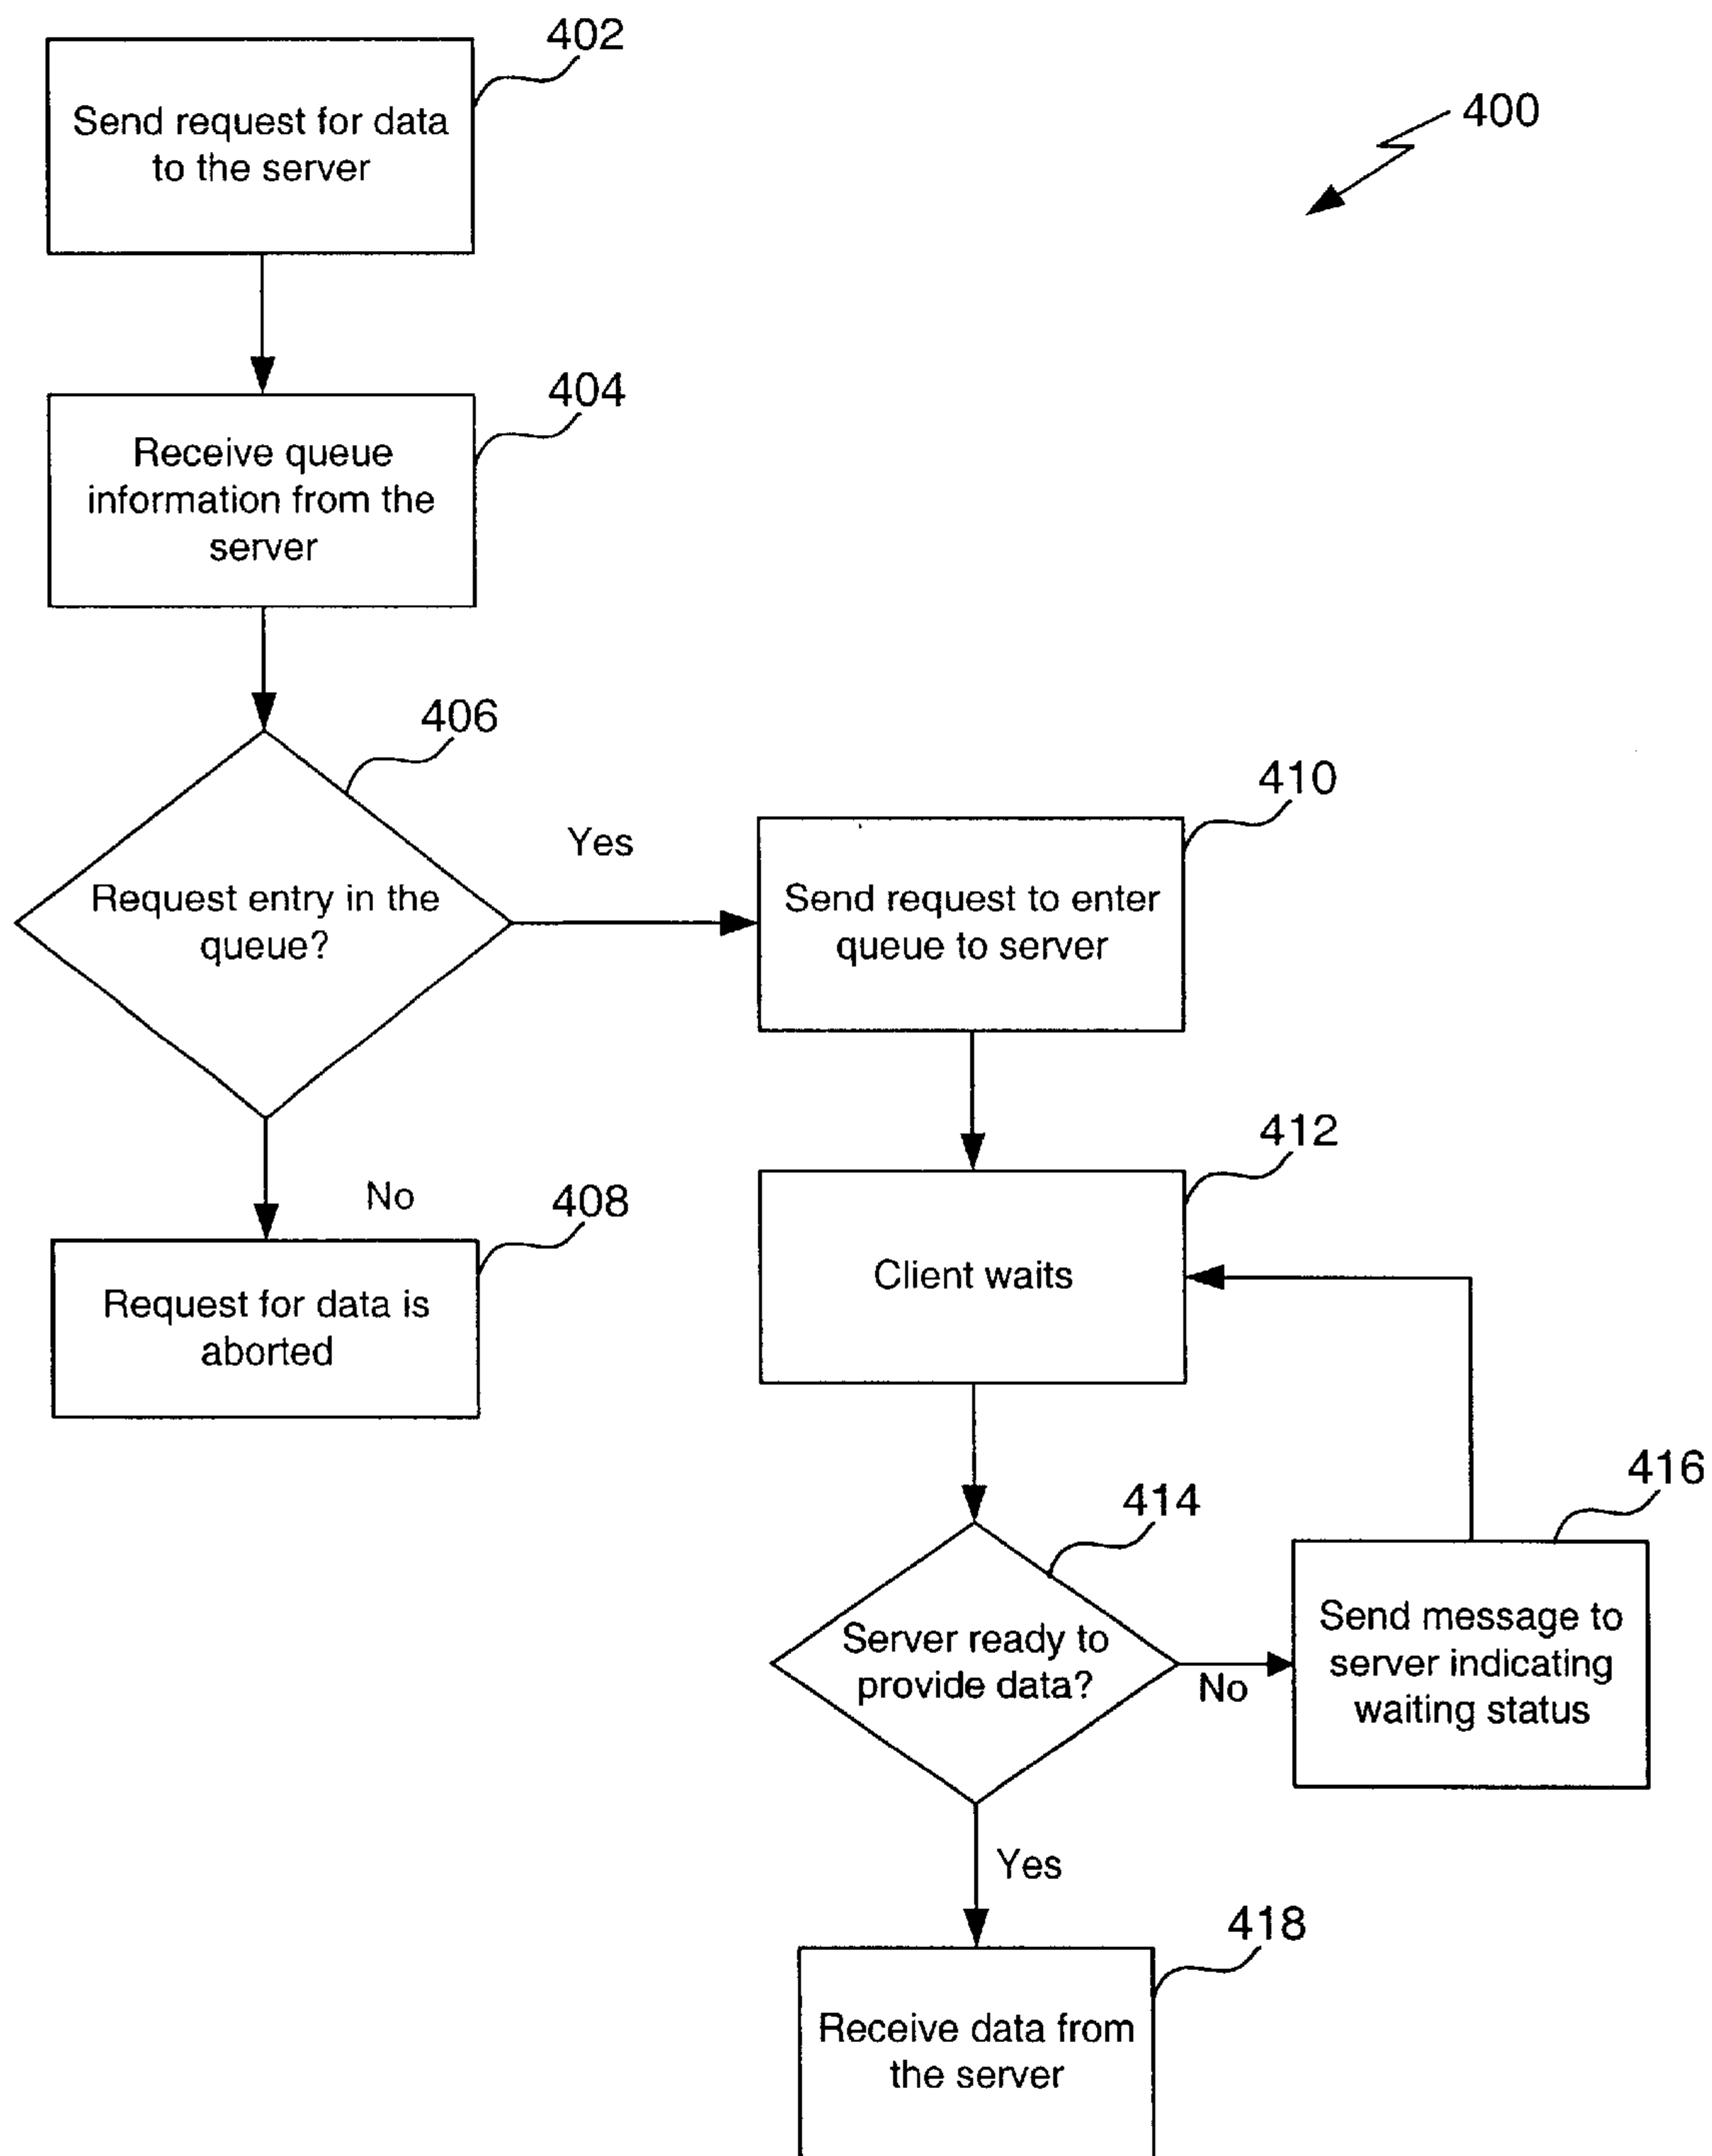 402
Send request for data
to the server
400
404
Receive queue
information from the
server
406
Request entry in the
queue?
Yes
410
Send request to enter
queue to server
No
408
Request for data is
aborted
412
Client waits
414
Server ready to
provide data?
No
416
Send message to
server indicating
waiting status
Yes
418
Receive data from
the server